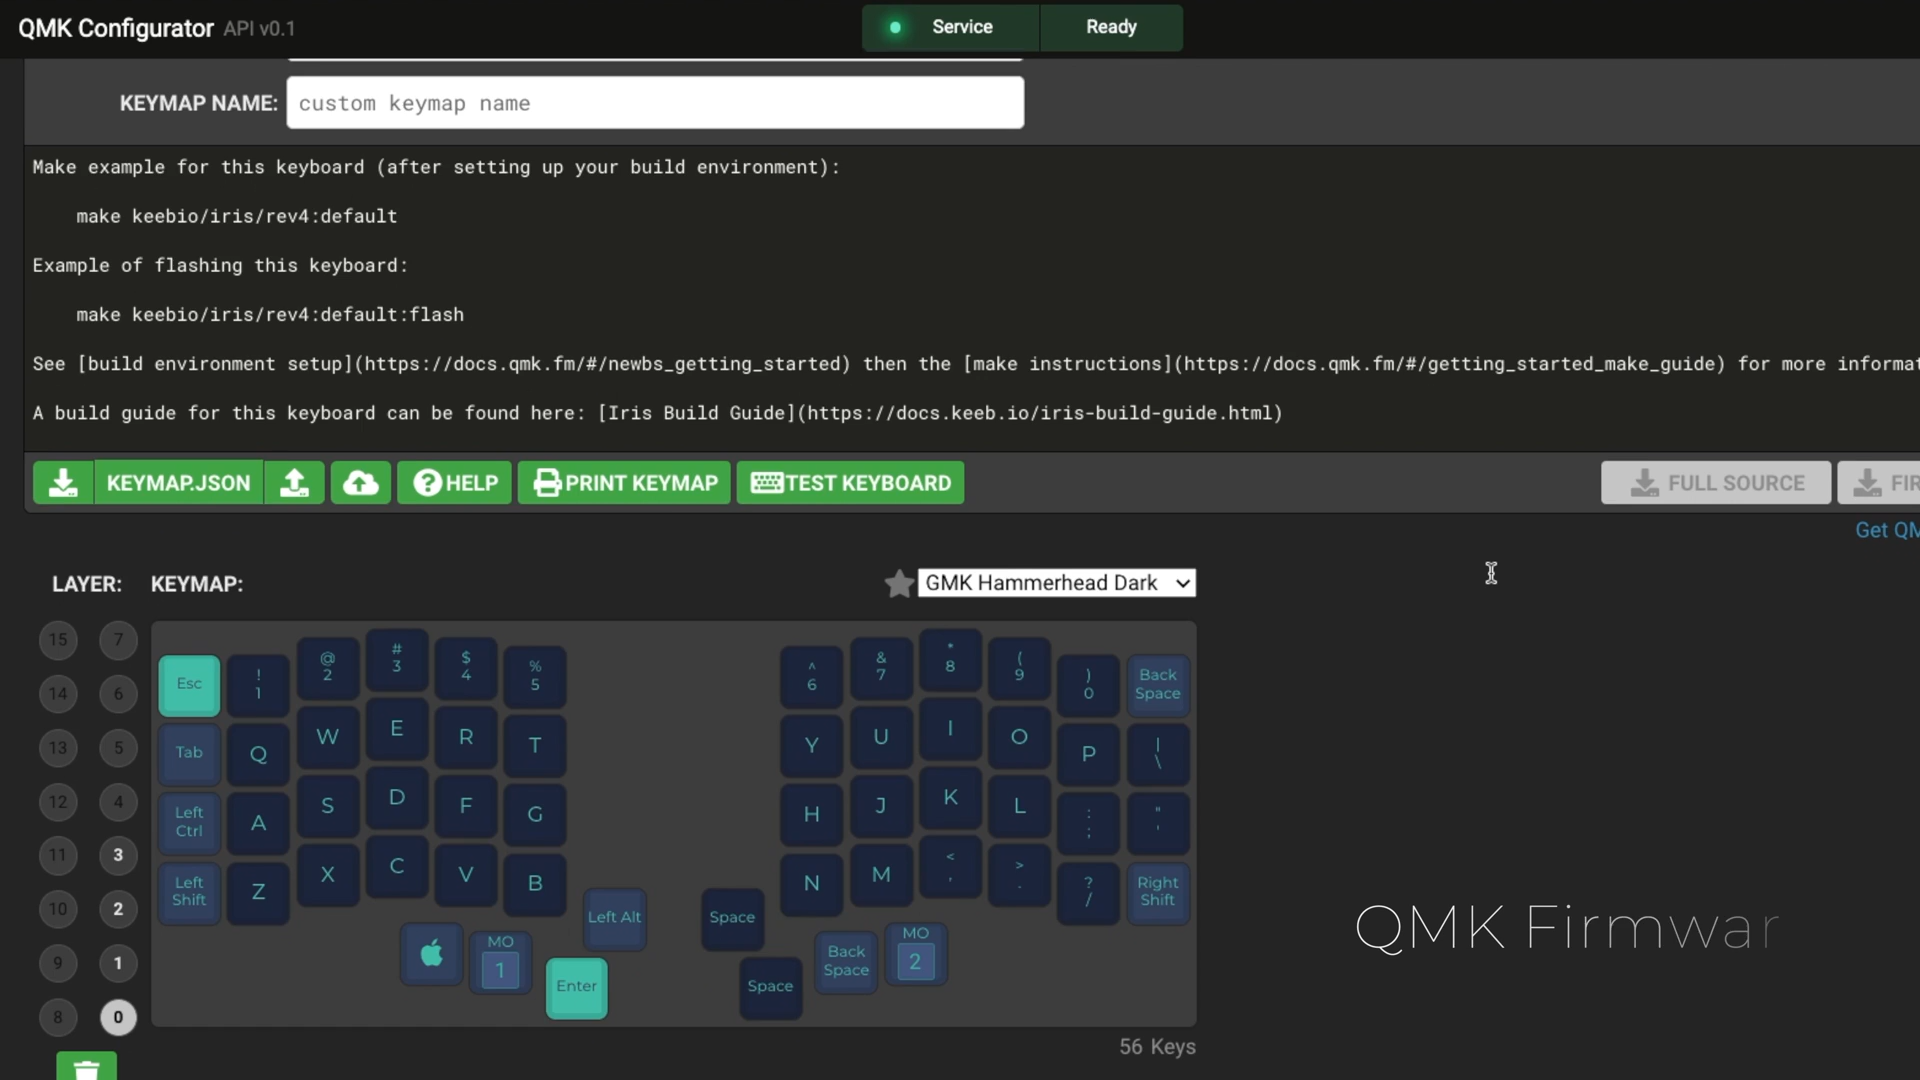 QMK Configurator API v0.1
Service Ready
KEYMAP NAME: custom keymap name
Make example for this keyboard (after setting up your build environment):
make keebio/iris/rev4:default
Example of flashing this keyboard:
make keebio/iris/rev4:default:flash
See [build environment setup](https://docs.qmk.fm/#/newbs_getting_started) then the [make instructions](https://docs.qmk.fm/#/getting_started_make_guide) for more informat
A build guide for this keyboard can be found here: [Iris Build Guide](https://docs.keeb.io/iris-build-guide.html)
KEYMAP.JSON HELP PRINT KEYMAP TEST KEYBOARD FULL SOURCE FIR
Get QM
LAYER: KEYMAP: GMK Hammerhead Dark
15 7
14 6
13 5
12 4
11 3
10 2
9 1
8 0
Esc ! 1 @ 2 # 3 $ 4 % 5 ^ 6 & 7 * 8 ( 9 ) 0 Back Space
Tab Q W E R T Y U I O P | \
Left Ctrl A S D F G H J K L : ; " '
Left Shift Z X C V B N M < , > . ? / Right Shift
Left Alt Space
MO 1 Enter Space Back Space MO 2
56 Keys
QMK Firmwar